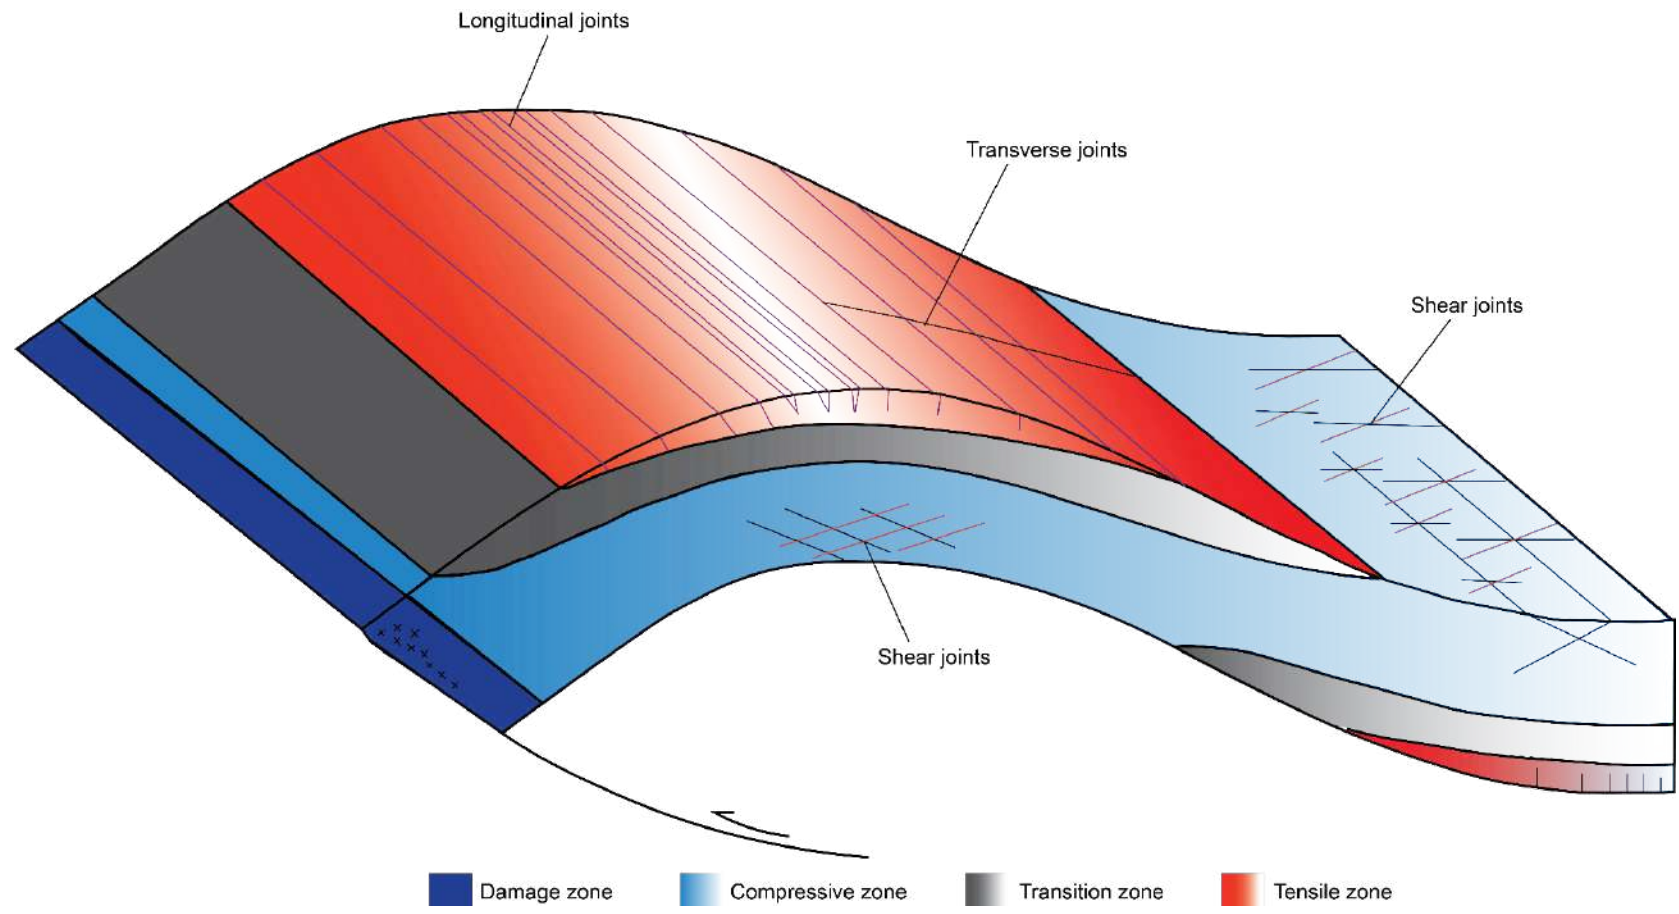 Longitudinal joints
Transverse joints
Shear joints
Shear joints
Damage zone
Compressive zone
Transition zone
Tensile zone